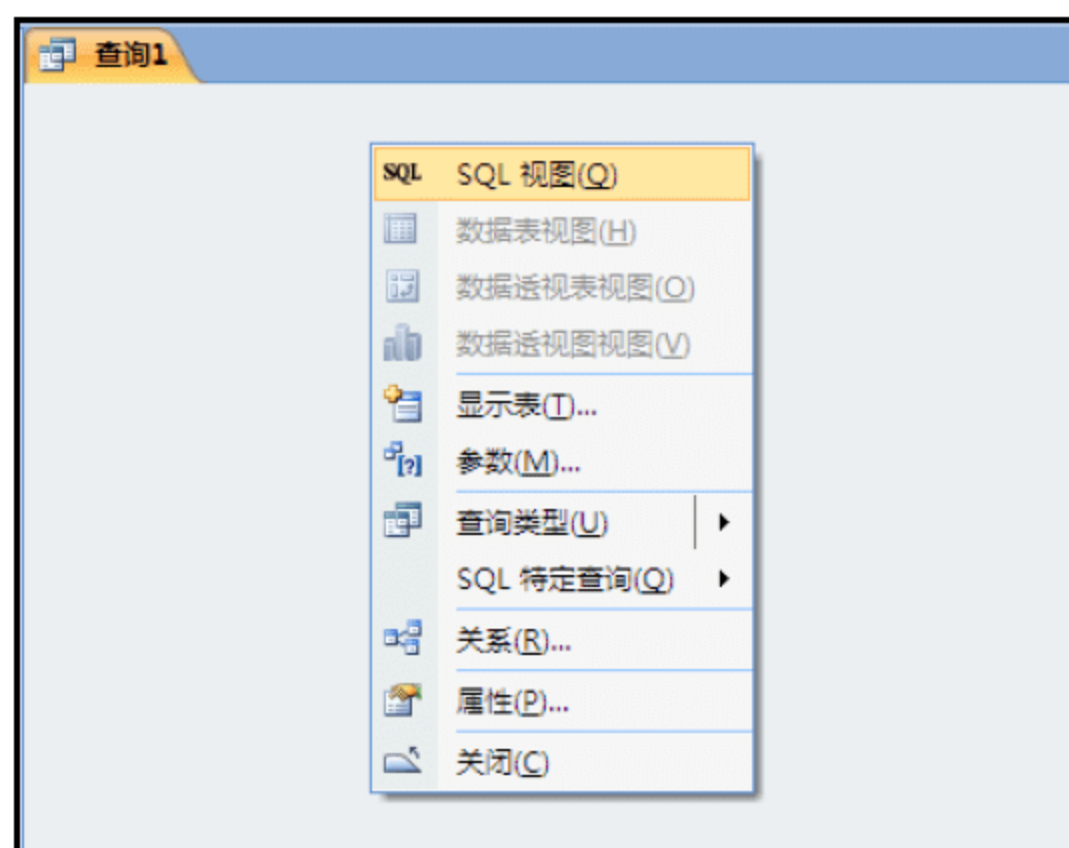 查询1
SQL SQL 视图(Q)
数据表视图(H)
数据透视表视图(O)
数据透视图视图(V)
显示表(T)...
[?] 参数(M)...
查询类型(U)
SQL 特定查询(Q)
关系(R)...
属性(P)...
关闭(C)